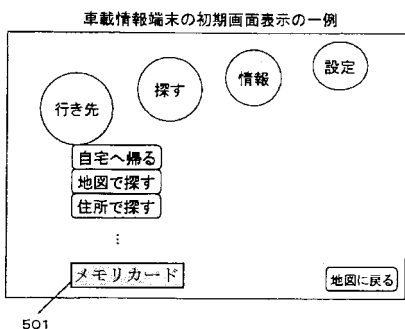 車載情報端末の初期画面表示の一例
行き先
探す
情報
設定
自宅へ帰る
地図で探す
住所で探す
⋮
メモリカード
地図に戻る
501